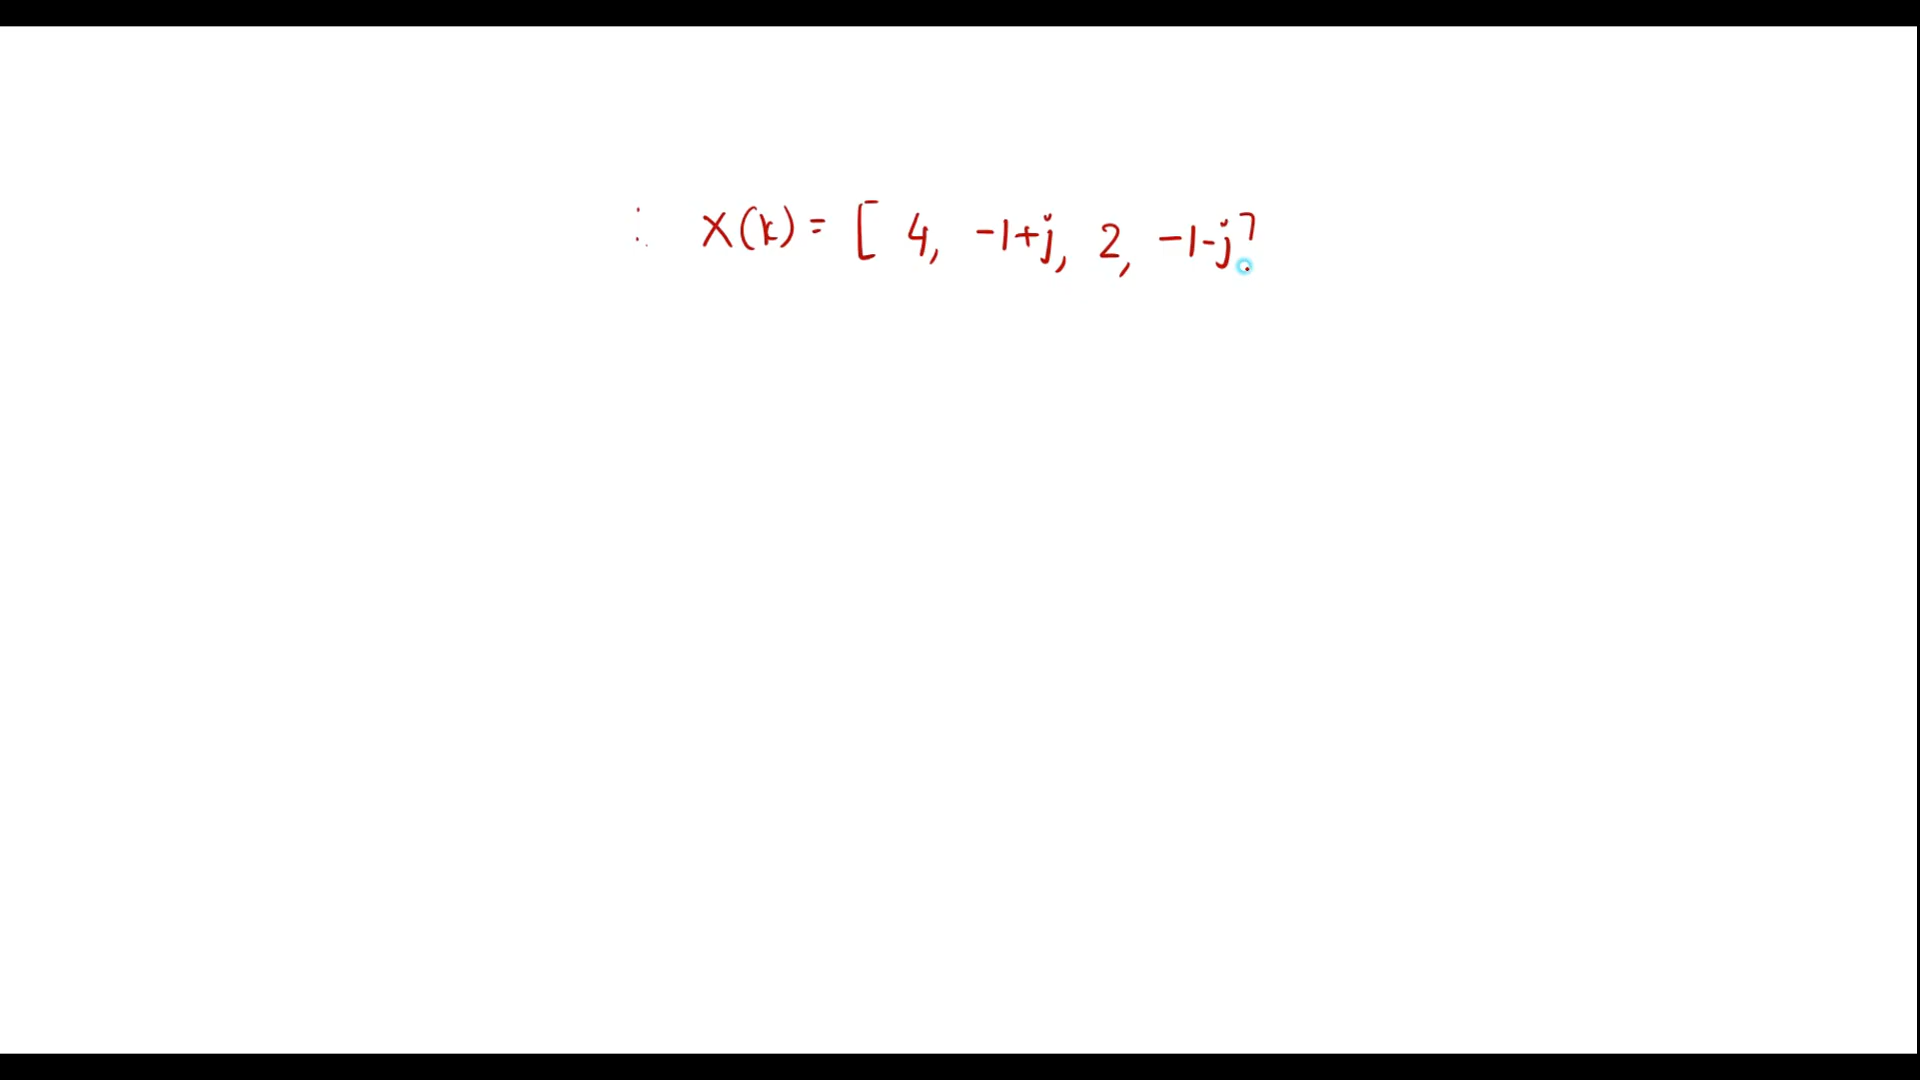 ∴ X(k) = [ 4, -1+j, 2, -1-j ]